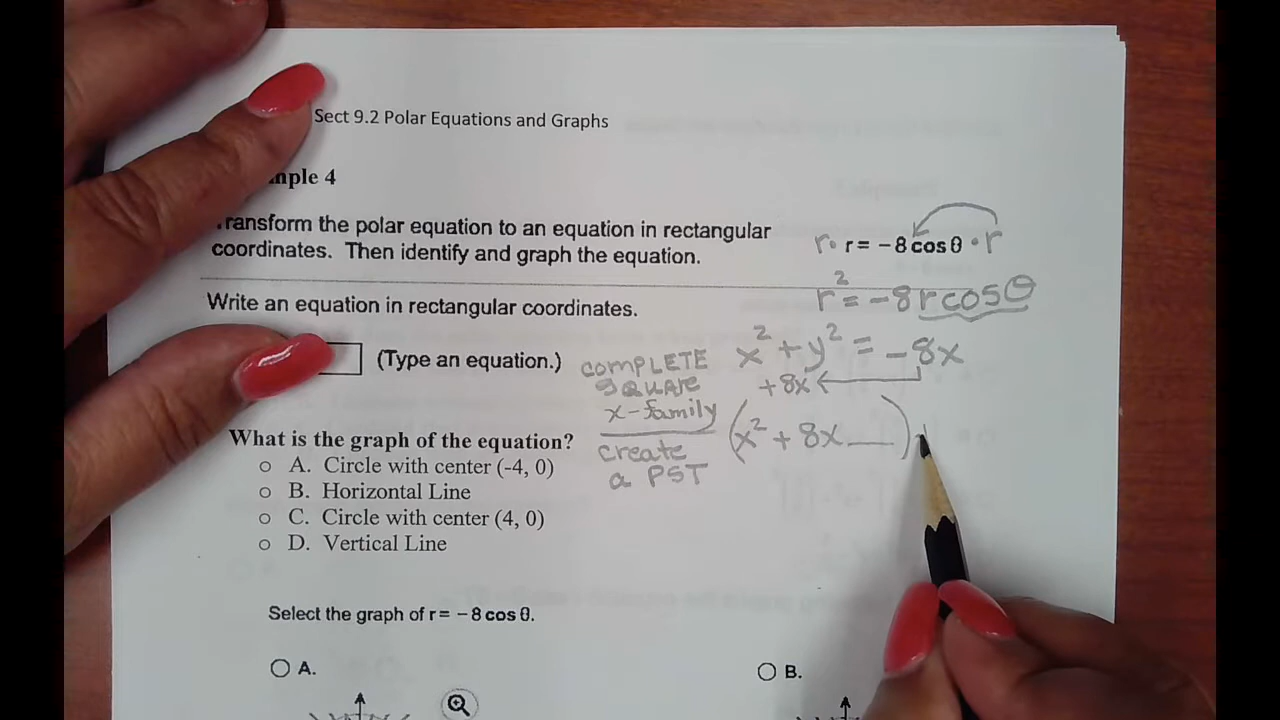 Sect 9.2 Polar Equations and Graphs
mple 4
ransform the polar equation to an equation in rectangular
coordinates. Then identify and graph the equation.
r· r = −8 cos θ · r
r² = −8 r cos θ
Write an equation in rectangular coordinates.
(Type an equation.)
x² + y² = −8x
+8x
COMPLETE
SQUARE
x-family
create
a PST
(x² + 8x __)
What is the graph of the equation?
A. Circle with center (-4, 0)
B. Horizontal Line
C. Circle with center (4, 0)
D. Vertical Line
Select the graph of r = −8 cos θ.
A.
B.